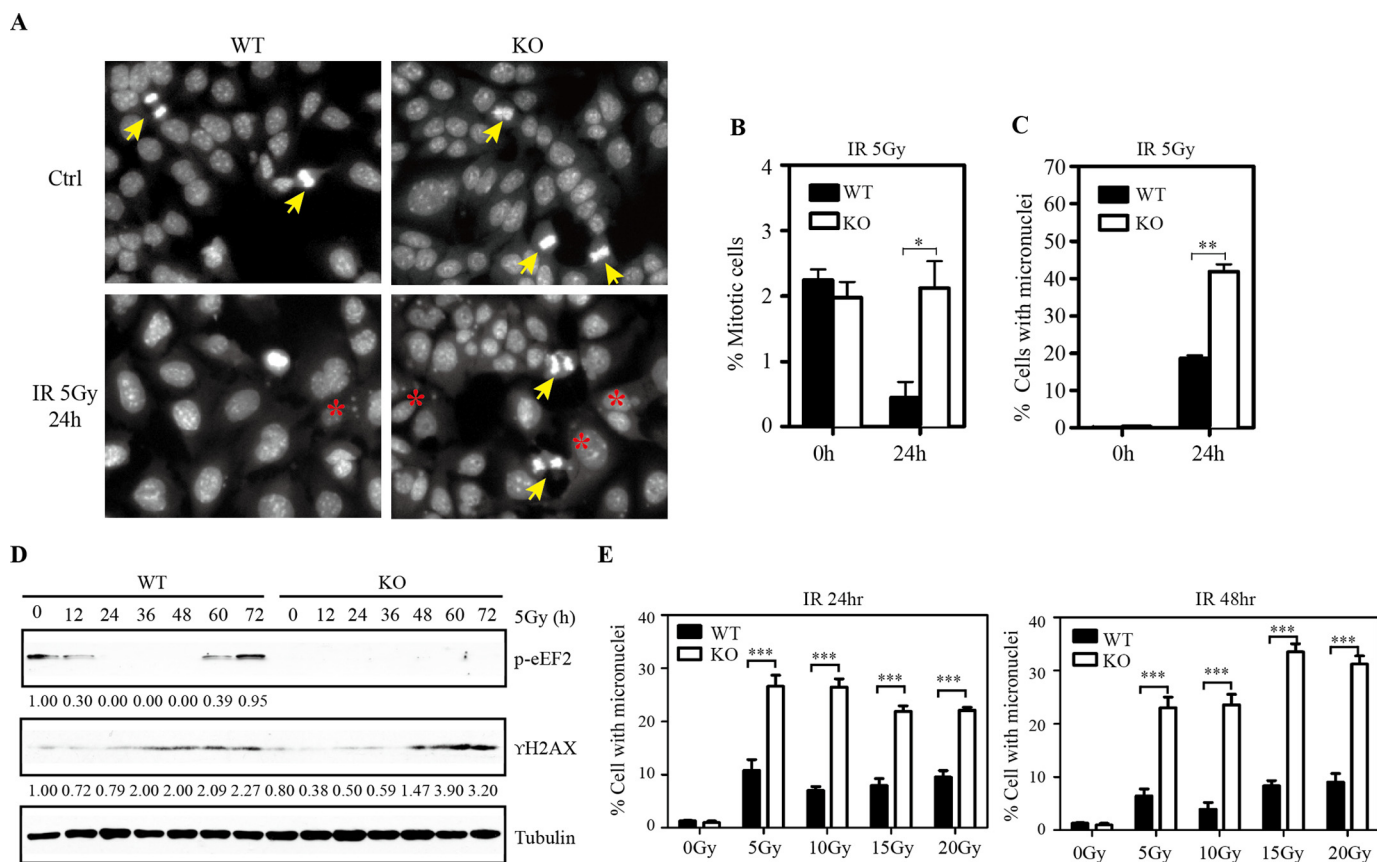 A
WT KO
Ctrl
IR 5Gy
24h
* * * *
B
IR 5Gy
% Mitotic cells
4
3
2
1
0
WT
KO
*
0h 24h
C
IR 5Gy
% Cells with micronuclei
70
60
50
40
30
20
10
0
WT
KO
**
0h 24h
D
WT KO
0 12 24 36 48 60 72 0 12 24 36 48 60 72 5Gy (h)
p-eEF2
1.00 0.30 0.00 0.00 0.00 0.39 0.95
γH2AX
1.00 0.72 0.79 2.00 2.00 2.09 2.27 0.80 0.38 0.50 0.59 1.47 3.90 3.20
Tubulin
E
IR 24hr
% Cell with micronuclei
40
30
20
10
0
WT
KO
*** *** *** ***
0Gy 5Gy 10Gy 15Gy 20Gy
IR 48hr
% Cell with micronuclei
40
30
20
10
0
WT
KO
*** *** *** ***
0Gy 5Gy 10Gy 15Gy 20Gy